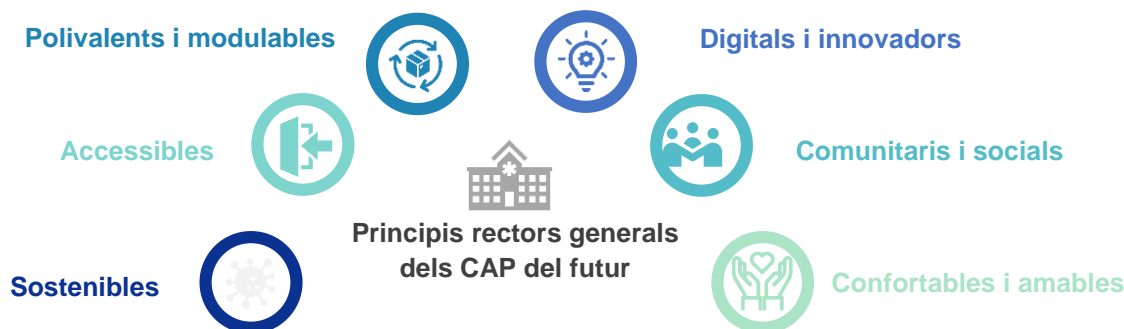 Polivalents i modulables
Digitals i innovadors
Accessibles
Comunitaris i socials
Principis rectors generals
dels CAP del futur
Sostenibles
Confortables i amables